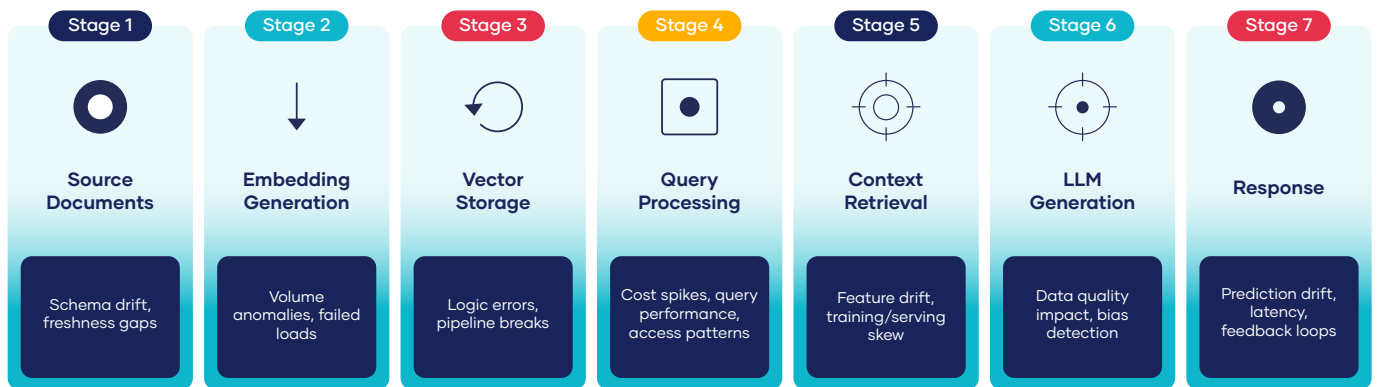 Stage 1
Source
Documents
Schema drift,
freshness gaps
Stage 2
Embedding
Generation
Volume
anomalies, failed
loads
Stage 3
Vector
Storage
Logic errors,
pipeline breaks
Stage 4
Query
Processing
Cost spikes, query
performance,
access patterns
Stage 5
Context
Retrieval
Feature drift,
training/serving
skew
Stage 6
LLM
Generation
Data quality
impact, bias
detection
Stage 7
Response
Prediction drift,
latency,
feedback loops